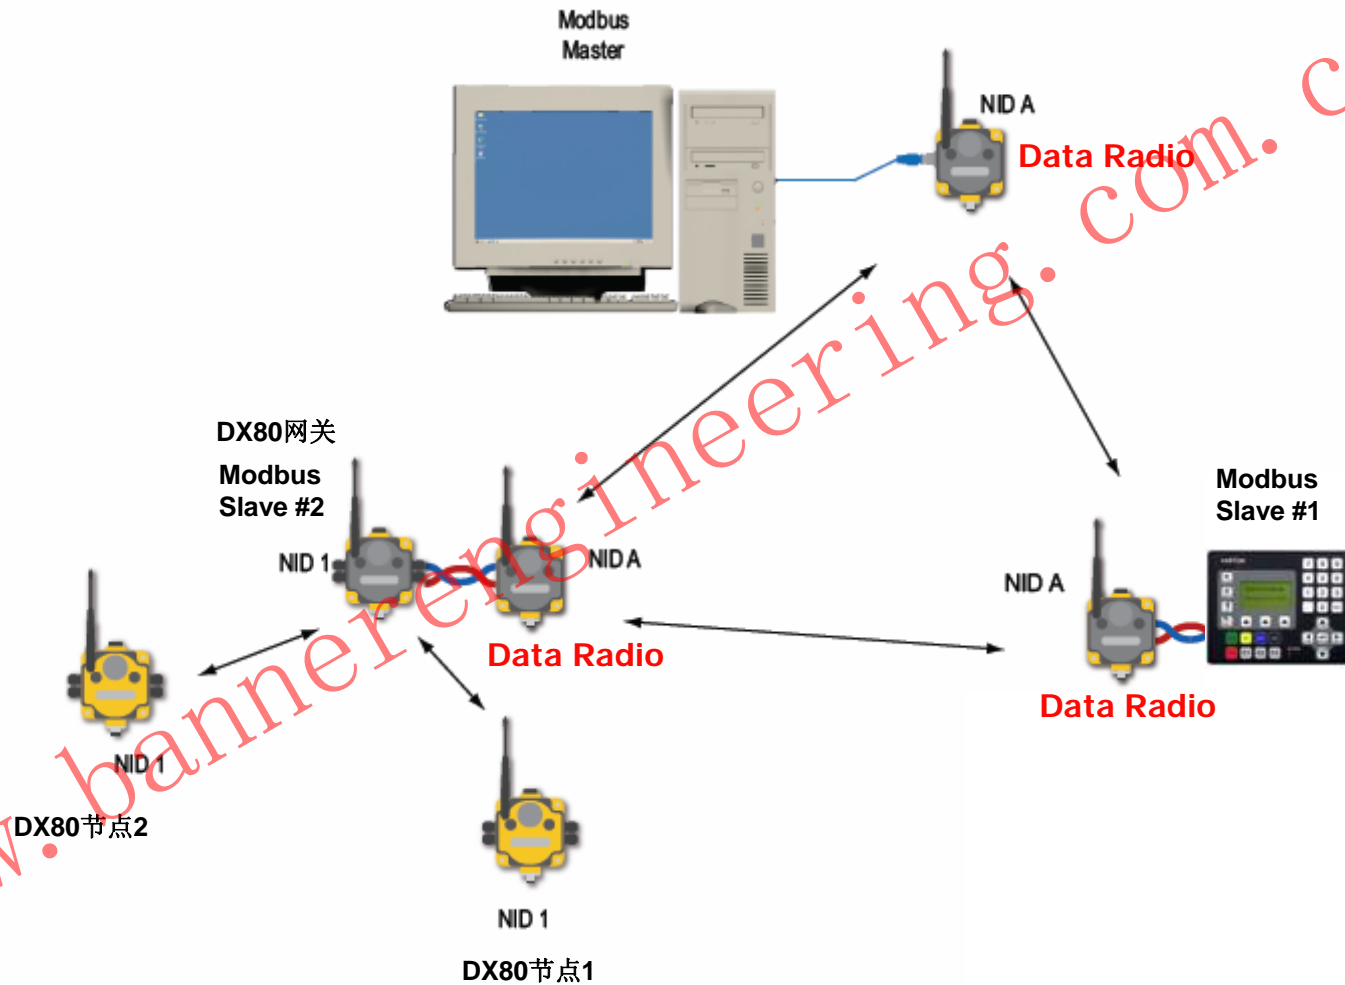 Modbus
Master
NID A
Data Radio
DX80网关
Modbus
Slave #2
NID 1
NID A
Data Radio
Modbus
Slave #1
NID A
Data Radio
NID 1
DX80节点2
NID 1
DX80节点1
w.bannerengineering.com.c